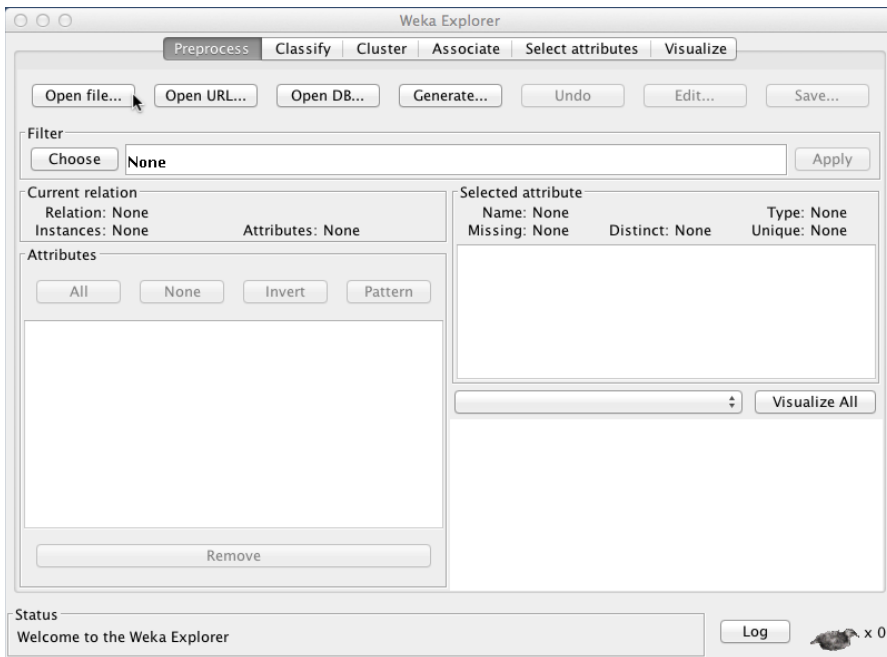 Weka Explorer
Preprocess Classify Cluster Associate Select attributes Visualize
Open file... Open URL... Open DB... Generate... Undo Edit... Save...
Filter
Choose None Apply
Current relation
Relation: None
Instances: None Attributes: None
Selected attribute
Name: None Type: None
Missing: None Distinct: None Unique: None
Attributes
All None Invert Pattern
Visualize All
Remove
Status
Welcome to the Weka Explorer
Log x 0